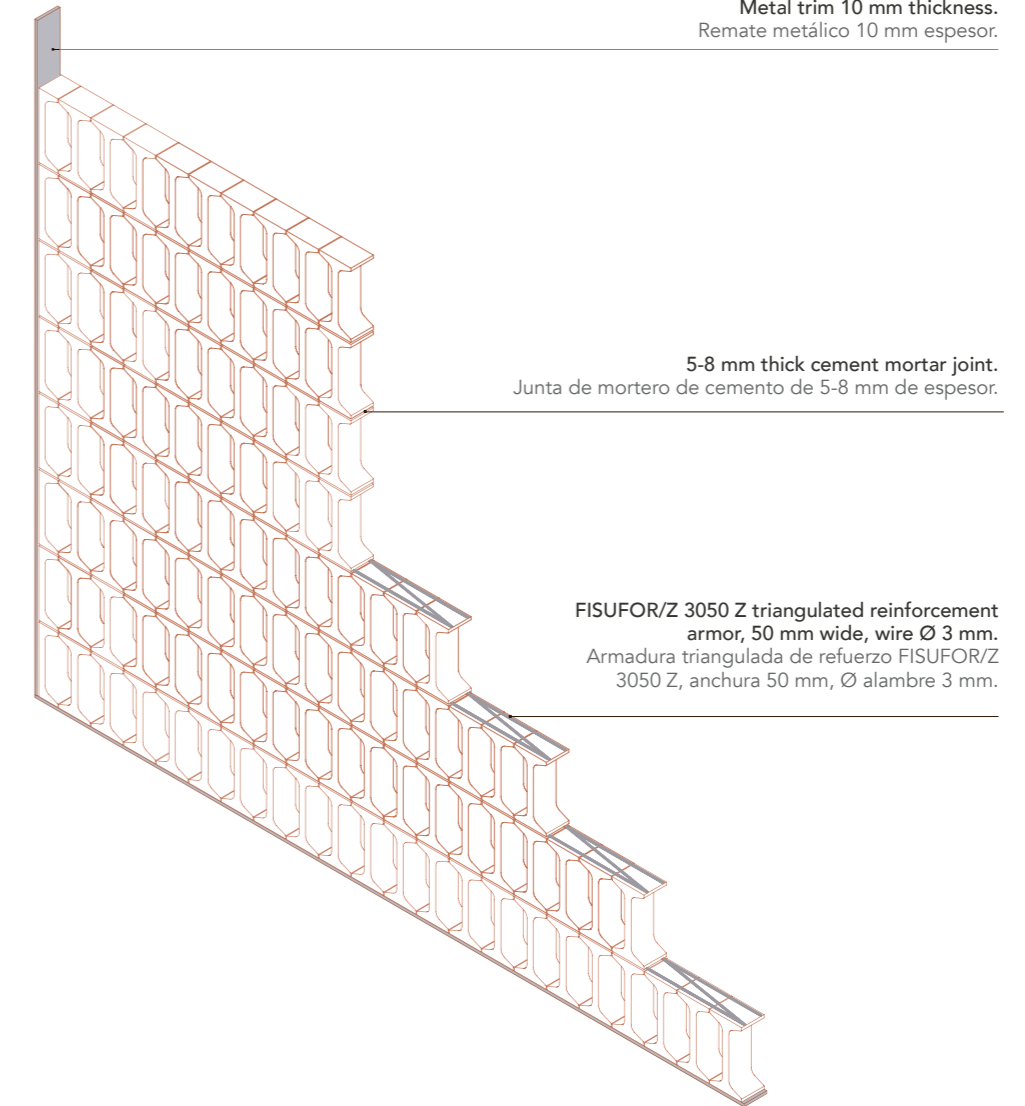 Metal trim 10 mm thickness.
Remate metálico 10 mm espesor.
5-8 mm thick cement mortar joint.
Junta de mortero de cemento de 5-8 mm de espesor.
FISUFOR/Z 3050 Z triangulated reinforcement
armor, 50 mm wide, wire Ø 3 mm.
Armadura triangulada de refuerzo FISUFOR/Z
3050 Z, anchura 50 mm, Ø alambre 3 mm.